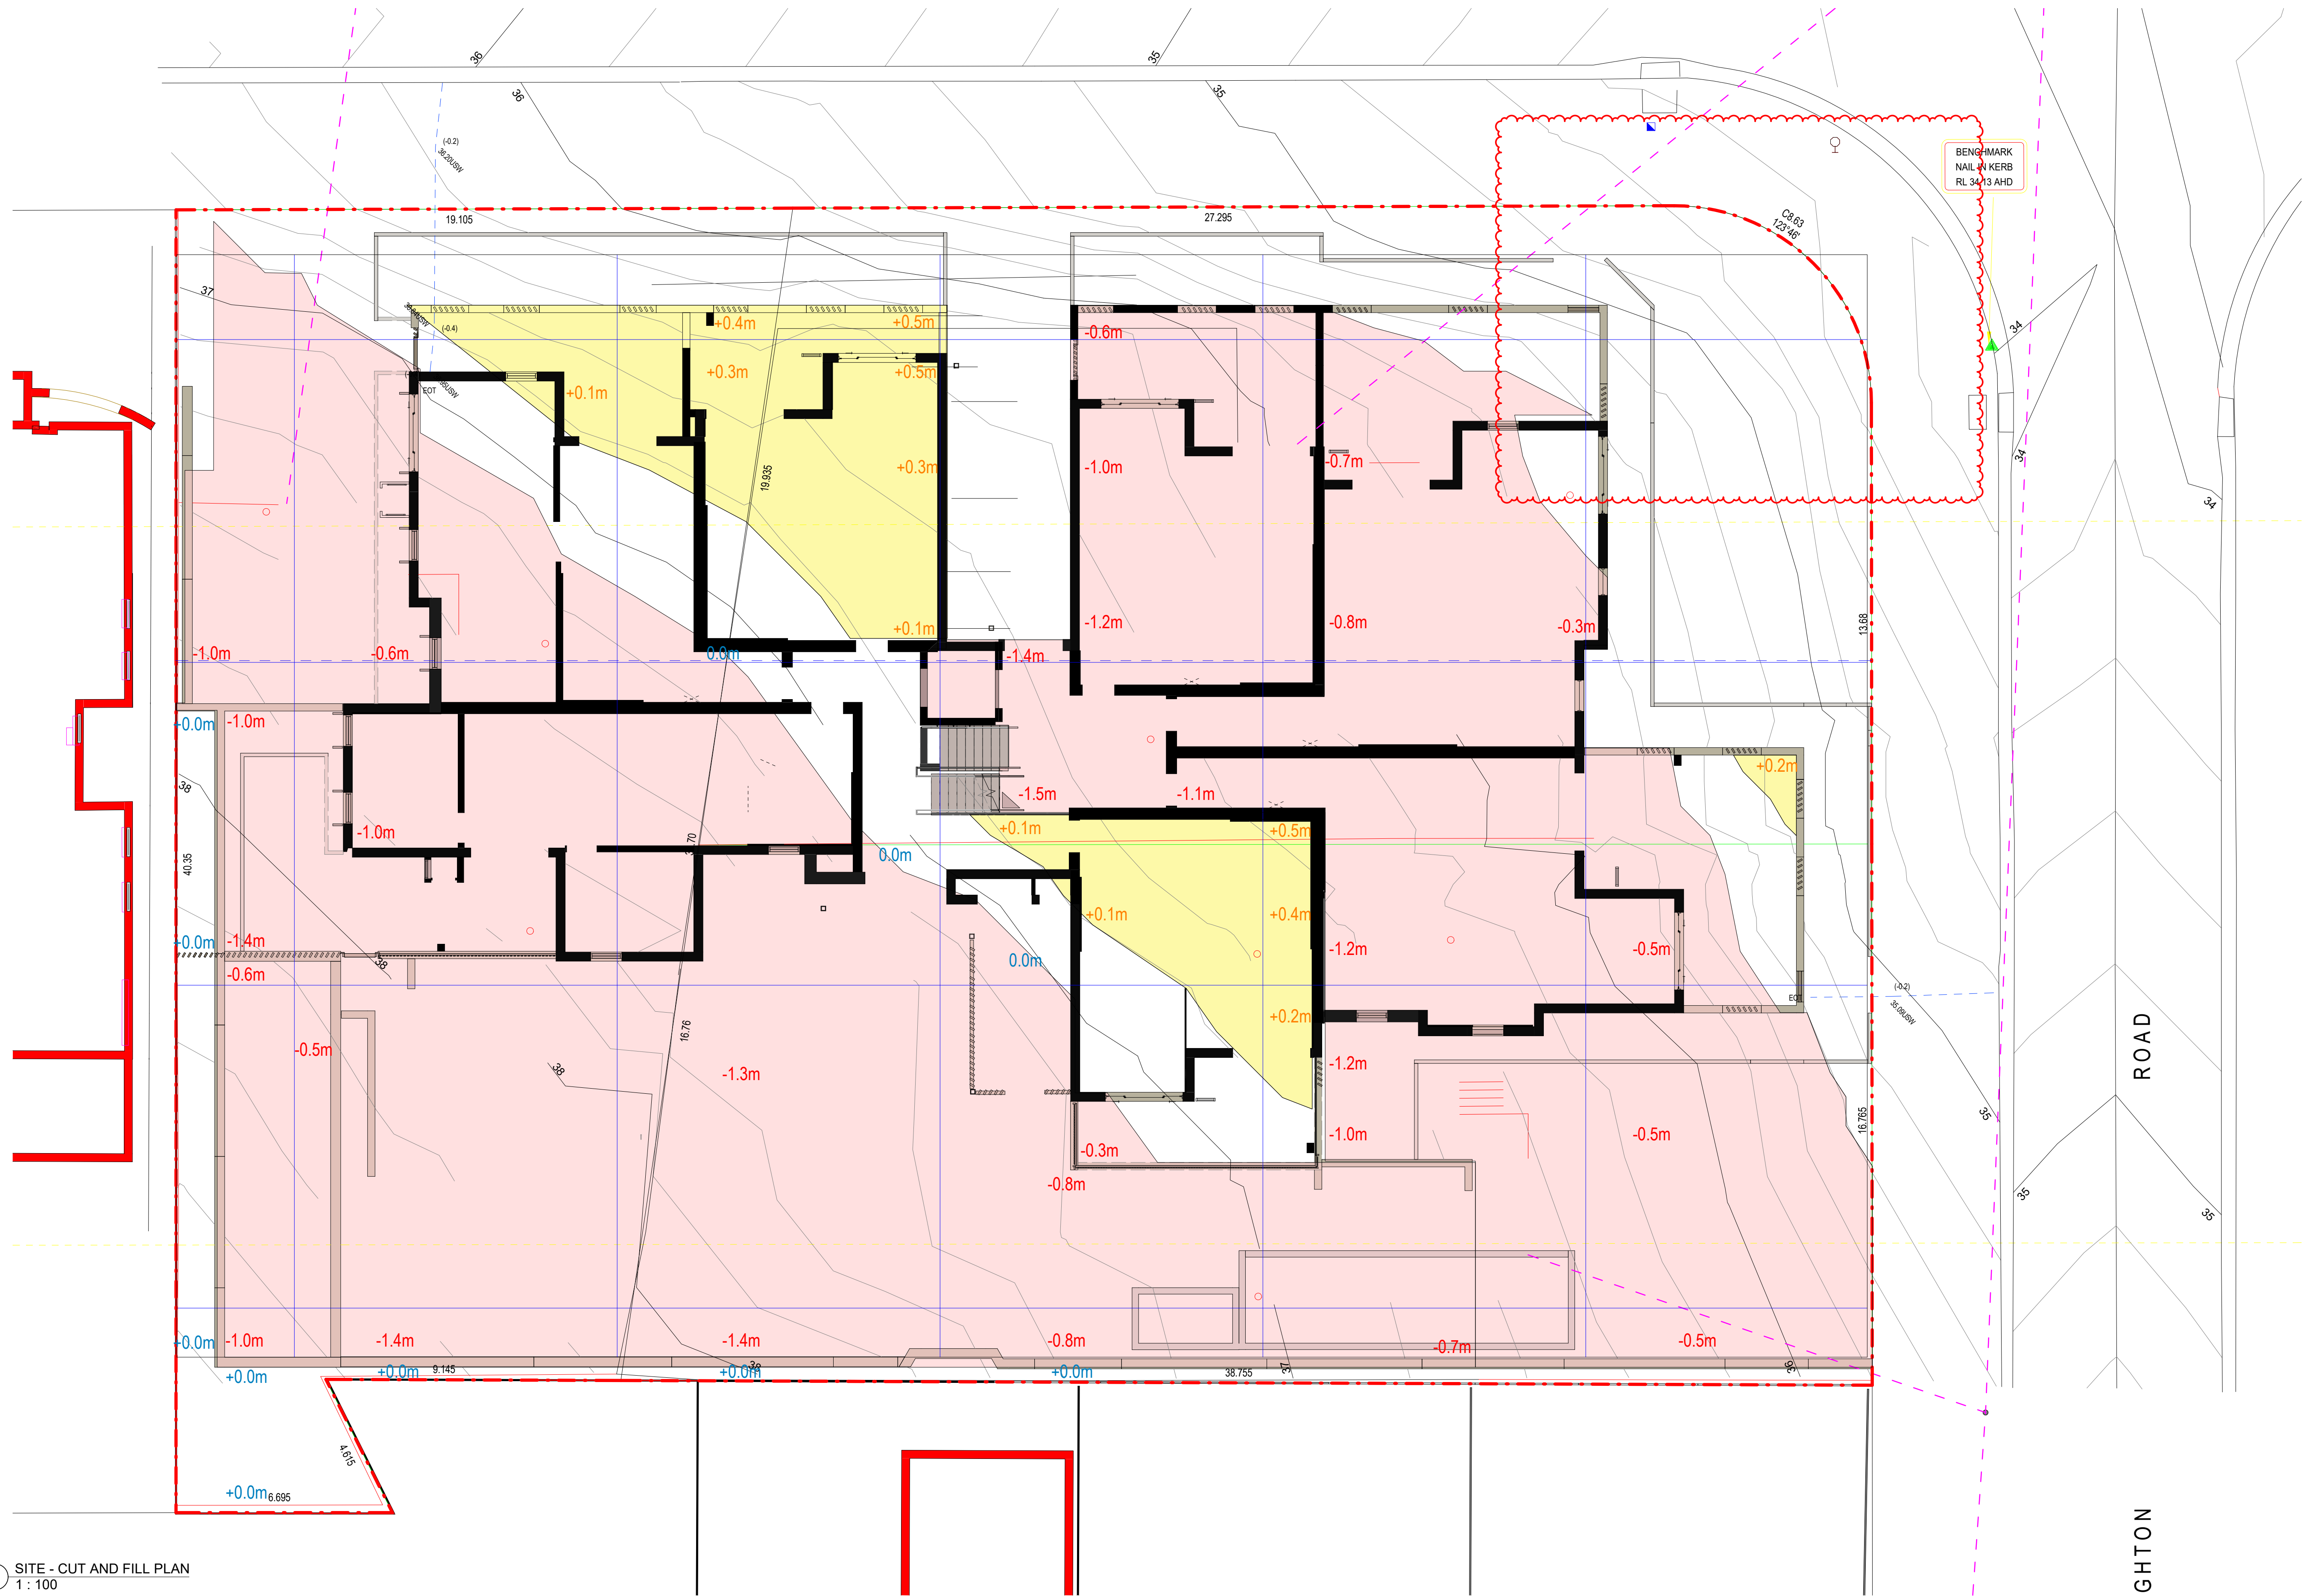 36
35
36
35
(-0.2)
36.20USW
BENCHMARK
NAIL IN KERB
RL 34.13 AHD
19.105
27.295
C8.63
123°46'
37
(-0.4)
+0.4m
+0.5m
-0.6m
34
EOT
+0.1m
+0.3m
+0.5m
19.935
+0.3m
-1.0m
-0.7m
34
34
+0.1m
-1.2m
-0.8m
-0.3m
13.68
-1.0m
-0.6m
0.0m
-1.4m
+0.0m
-1.0m
+0.2m
38
-1.5m
-1.1m
-1.0m
+0.1m
+0.5m
40.35
0.0m
+0.1m
+0.4m
+0.0m
-1.4m
-1.2m
-0.5m
38
-0.6m
0.0m
(-0.2)
EOT
35.09USW
+0.2m
16.76
-0.5m
38
-1.3m
-1.2m
ROAD
35
16.765
-0.3m
-1.0m
-0.5m
-0.8m
35
35
+0.0m
-1.0m
-1.4m
-1.4m
-0.8m
-0.7m
-0.5m
+0.0m
+0.0m
9.145
+0.0m
38
+0.0m
38.755
37
36
4.615
+0.0m
6.695
GHTON
SITE - CUT AND FILL PLAN
1 : 100